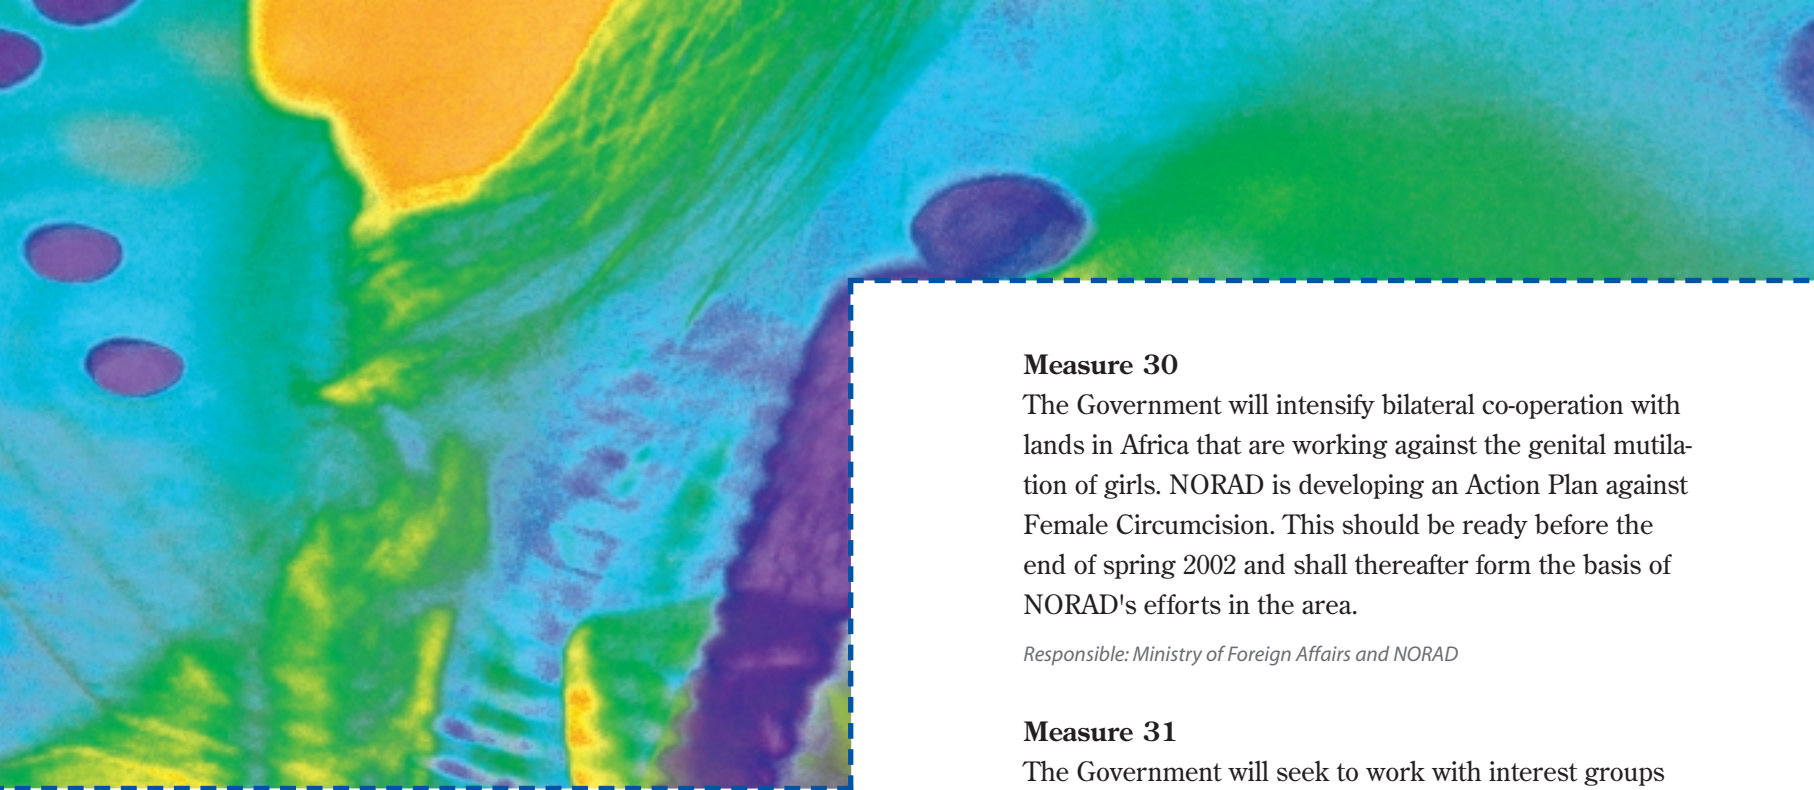 Measure 30
The Government will intensify bilateral co-operation with
lands in Africa that are working against the genital mutila-
tion of girls. NORAD is developing an Action Plan against
Female Circumcision. This should be ready before the
end of spring 2002 and shall thereafter form the basis of
NORAD's efforts in the area.
Responsible: Ministry of Foreign Affairs and NORAD
Measure 31
The Government will seek to work with interest groups